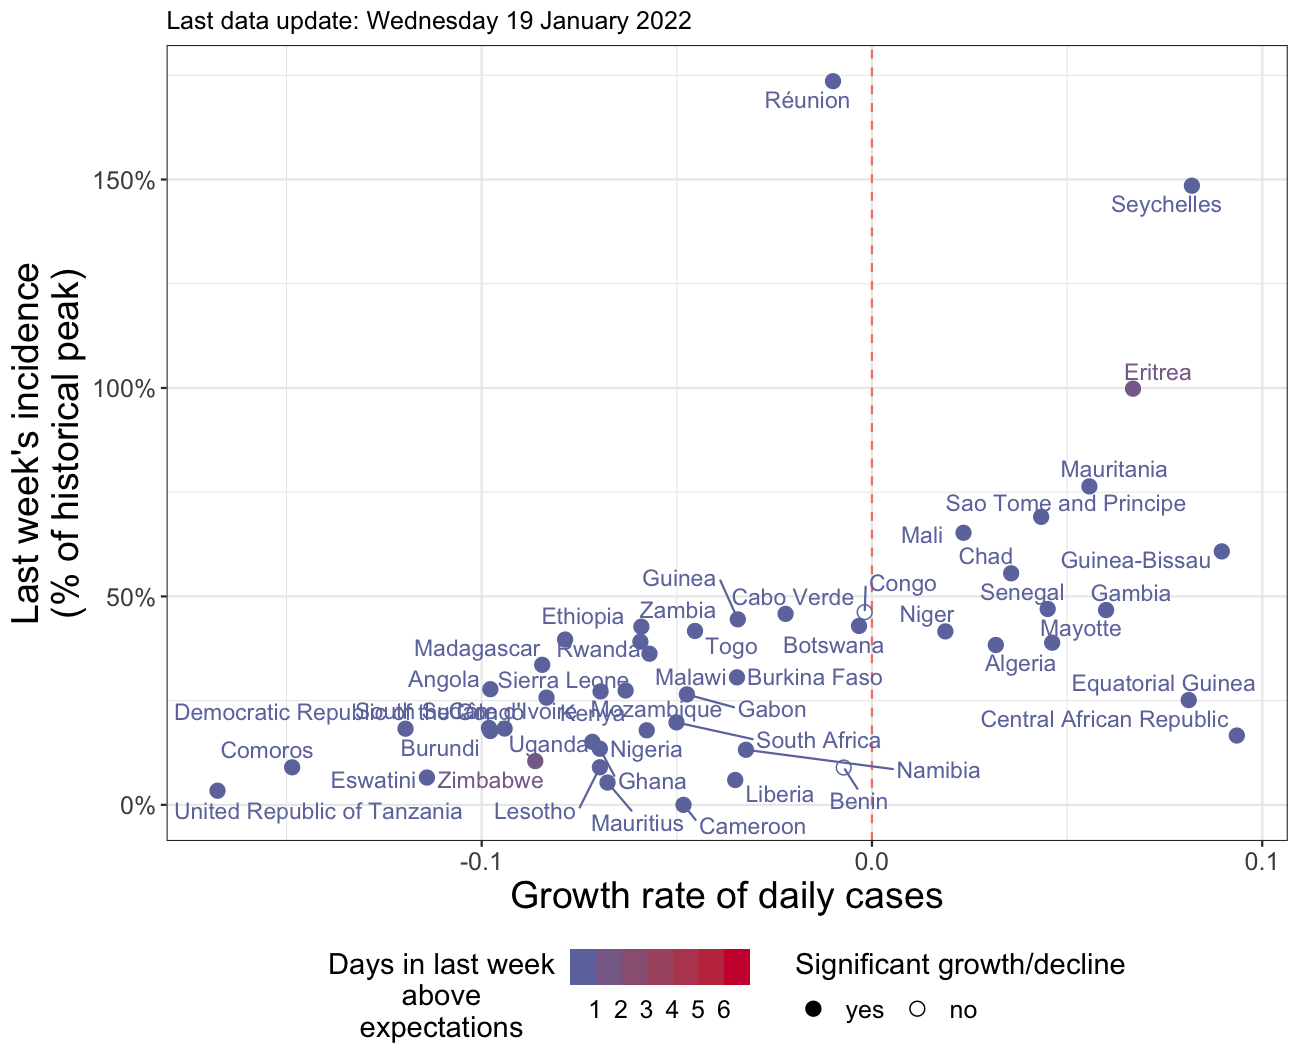 Last data update: Wednesday 19 January 2022
Réunion
150%
Seychelles
Last week's incidence
(% of historical peak)
Eritrea
100%
Mauritania
Sao Tome and Principe
Mali
Chad
Guinea-Bissau
Guinea
Congo
50%
Cabo Verde
Senegal
Gambia
Ethiopia
Zambia
Niger
Mayotte
Madagascar
Rwanda
Togo
Botswana
Algeria
Angola
Sierra Leone
Malawi
Burkina Faso
Equatorial Guinea
Democratic Republic of the Congo
South Sudan
Côte d'Ivoire
Kenya
Mozambique
Gabon
Central African Republic
Comoros
Burundi
Uganda
Nigeria
South Africa
Namibia
Eswatini
Zimbabwe
Ghana
0%
United Republic of Tanzania
Lesotho
Mauritius
Cameroon
Liberia
Benin
-0.1
0.0
0.1
Growth rate of daily cases
Days in last week
above
expectations
1 2 3 4 5 6
Significant growth/decline
yes
no